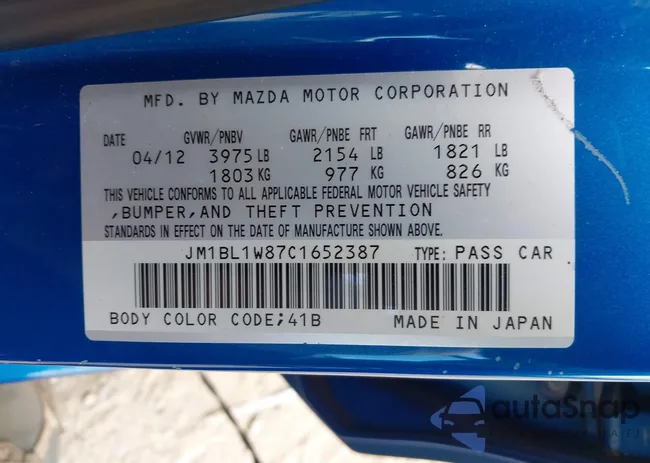 MFD. BY MAZDA MOTOR CORPORATION
DATE GVWR/PNBV GAWR/PNBE FRT GAWR/PNBE RR
04/12 3975 LB 2154 LB 1821 LB
1803 KG 977 KG 826 KG
THIS VEHICLE CONFORMS TO ALL APPLICABLE FEDERAL MOTOR VEHICLE SAFETY
,BUMPER,AND THEFT PREVENTION
STANDARDS IN EFFECT ON THE DATE OF MANUFACTURE SHOWN ABOVE.
JM1BL1W87C1652387 TYPE: PASS CAR
BODY COLOR CODE;41B MADE IN JAPAN
autoSnap